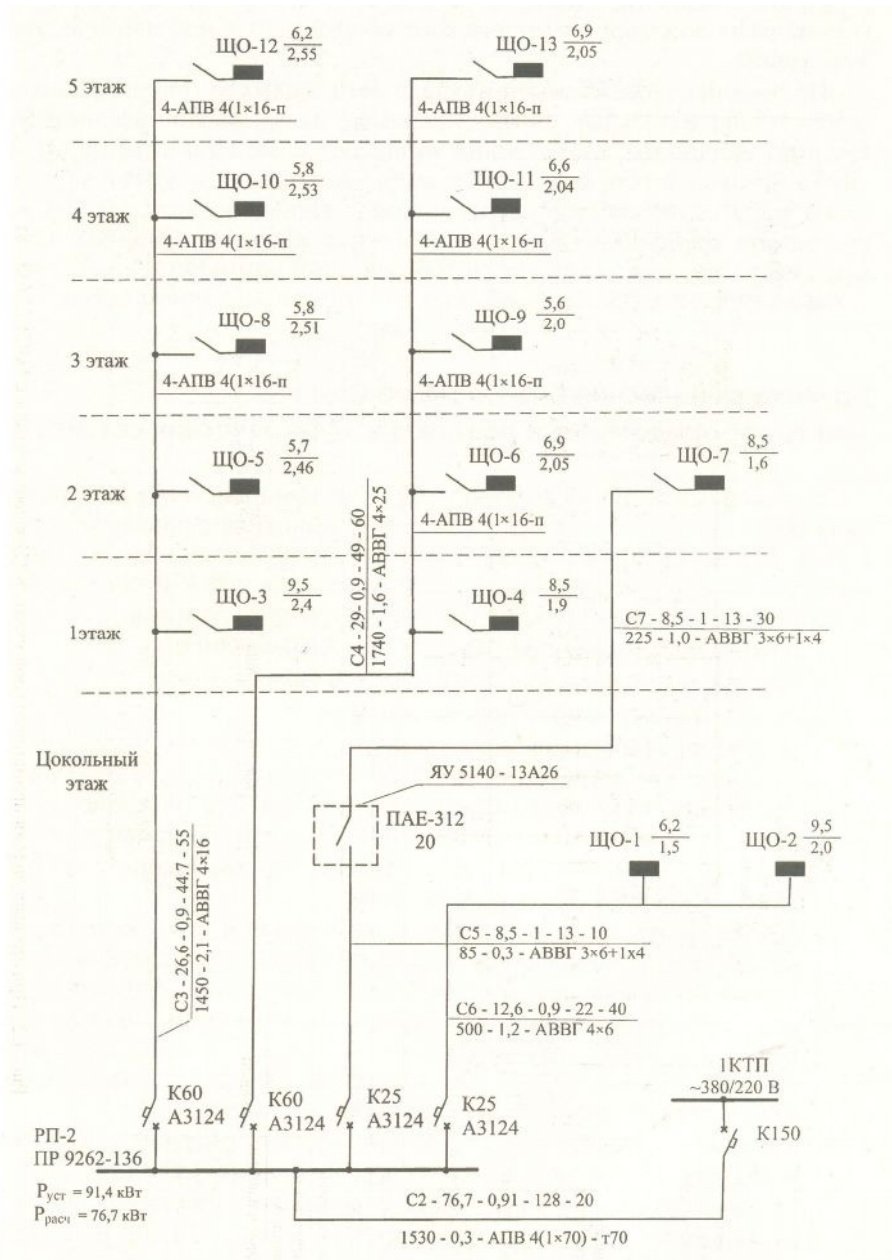 ЩО-12 6,2
2,55
ЩО-13 6,9
2,05
5 этаж
4-АПВ 4(1×16-п
4-АПВ 4(1×16-п
ЩО-10 5,8
2,53
ЩО-11 6,6
2,04
4 этаж
4-АПВ 4(1×16-п
4-АПВ 4(1×16-п
ЩО-8 5,8
2,51
ЩО-9 5,6
2,0
3 этаж
4-АПВ 4(1×16-п
4-АПВ 4(1×16-п
ЩО-5 5,7
2,46
ЩО-6 6,9
2,05
ЩО-7 8,5
1,6
2 этаж
4-АПВ 4(1×16-п
С4 - 29- 0,9 - 49 - 60
1740 - 1,6 - АВВГ 4×25
ЩО-3 9,5
2,4
ЩО-4 8,5
1,9
1этаж
С7 - 8,5 - 1 - 13 - 30
225 - 1,0 - АВВГ 3×6+1×4
Цокольный
этаж
ЯУ 5140 - 13А26
ПАЕ-312
20
ЩО-1 6,2
1,5
ЩО-2 9,5
2,0
С3 - 26,6 - 0,9 - 44.7 - 55
1450 - 2,1 - АВВГ 4×16
С5 - 8,5 - 1 - 13 - 10
85 - 0,3 - АВВГ 3×6+1х4
С6 - 12,6 - 0,9 - 22 - 40
500 - 1,2 - АВВГ 4×6
1КТП
~380/220 В
К60
А3124
К60
А3124
К25
А3124
К25
А3124
К150
РП-2
ПР 9262-136
Руст = 91,4 кВт
Ррасч = 76,7 кВт
С2 - 76,7 - 0,91 - 128 - 20
1530 - 0,3 - АПВ 4(1×70) - т70